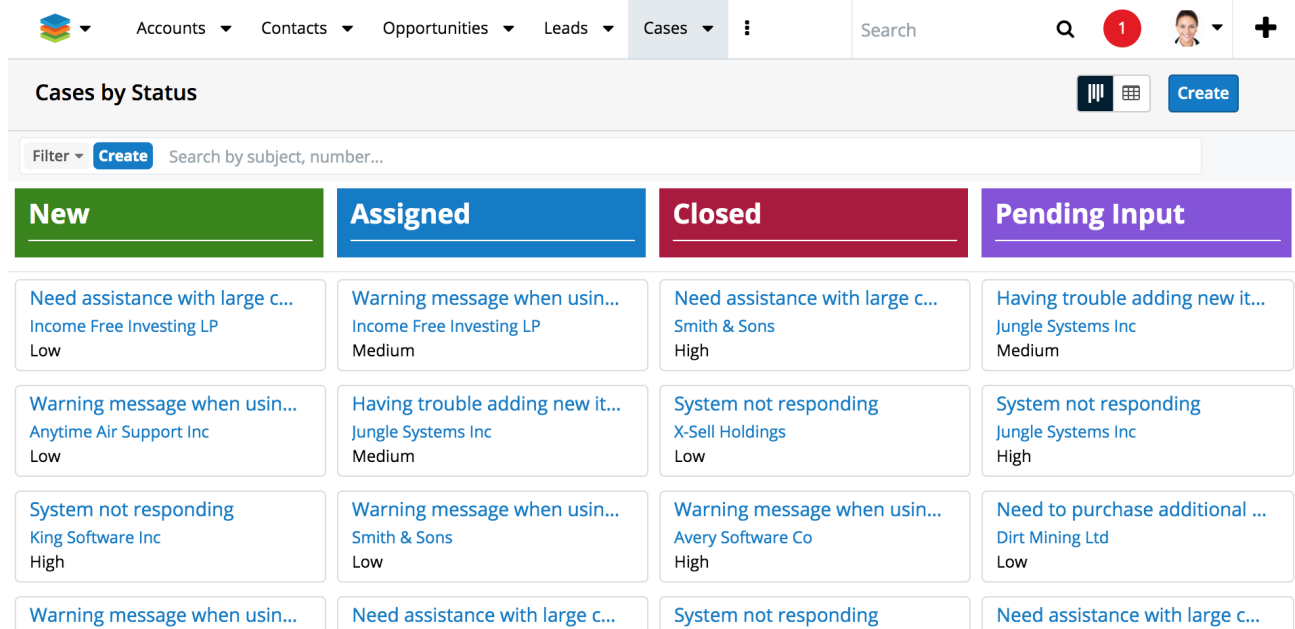 Accounts
Contacts
Opportunities
Leads
Cases
Search
1
Cases by Status
Create
Filter
Create
Search by subject, number...
New
Assigned
Closed
Pending Input
Need assistance with large c...
Income Free Investing LP
Low
Warning message when usin...
Income Free Investing LP
Medium
Need assistance with large c...
Smith & Sons
High
Having trouble adding new it...
Jungle Systems Inc
Medium
Warning message when usin...
Anytime Air Support Inc
Low
Having trouble adding new it...
Jungle Systems Inc
Medium
System not responding
X-Sell Holdings
Low
System not responding
Jungle Systems Inc
High
System not responding
King Software Inc
High
Warning message when usin...
Smith & Sons
Low
Warning message when usin...
Avery Software Co
High
Need to purchase additional ...
Dirt Mining Ltd
Low
Warning message when usin...
Need assistance with large c...
System not responding
Need assistance with large c...